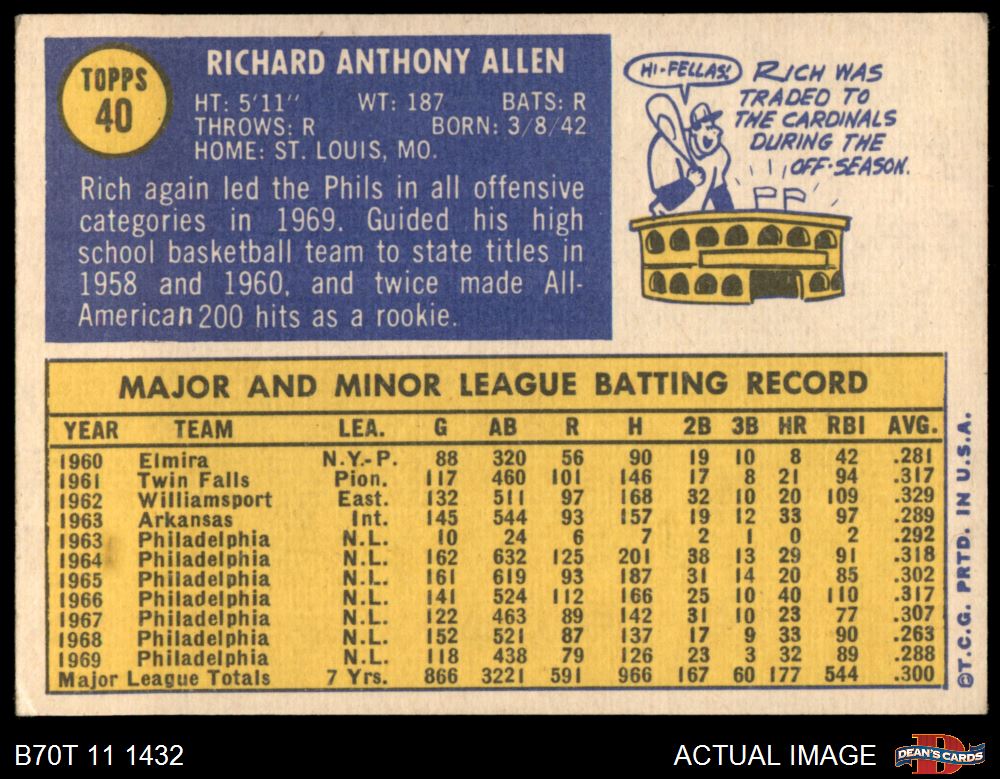 TOPPS
40
RICHARD ANTHONY ALLEN
HT: 5'11" WT: 187 BATS: R
THROWS: R BORN: 3/8/42
HOME: ST. LOUIS, MO.
Rich again led the Phils in all offensive
categories in 1969. Guided his high
school basketball team to state titles in
1958 and 1960, and twice made All-
American 200 hits as a rookie.
HI-FELLAS!
RICH WAS
TRADED TO
THE CARDINALS
DURING THE
OFF-SEASON.
MAJOR AND MINOR LEAGUE BATTING RECORD
YEAR TEAM LEA. G AB R H 2B 3B HR RBI AVG.
1960 Elmira N.Y.-P. 88 320 56 90 19 10 8 42 .281
1961 Twin Falls Pion. 117 460 101 146 17 8 21 94 .317
1962 Williamsport East. 132 511 97 168 32 10 20 109 .329
1963 Arkansas Int. 145 544 93 157 19 12 33 97 .289
1963 Philadelphia N.L. 10 24 6 7 2 1 0 2 .292
1964 Philadelphia N.L. 162 632 125 201 38 13 29 91 .318
1965 Philadelphia N.L. 161 619 93 187 31 14 20 85 .302
1966 Philadelphia N.L. 141 524 112 166 25 10 40 110 .317
1967 Philadelphia N.L. 122 463 89 142 31 10 23 77 .307
1968 Philadelphia N.L. 152 521 87 137 17 9 33 90 .263
1969 Philadelphia N.L. 118 438 79 126 23 3 32 89 .288
Major League Totals 7 Yrs. 866 3221 591 966 167 60 177 544 .300
©T.C.G. PRTD. IN U.S.A.
B70T 11 1432
ACTUAL IMAGE
DEAN'S CARDS